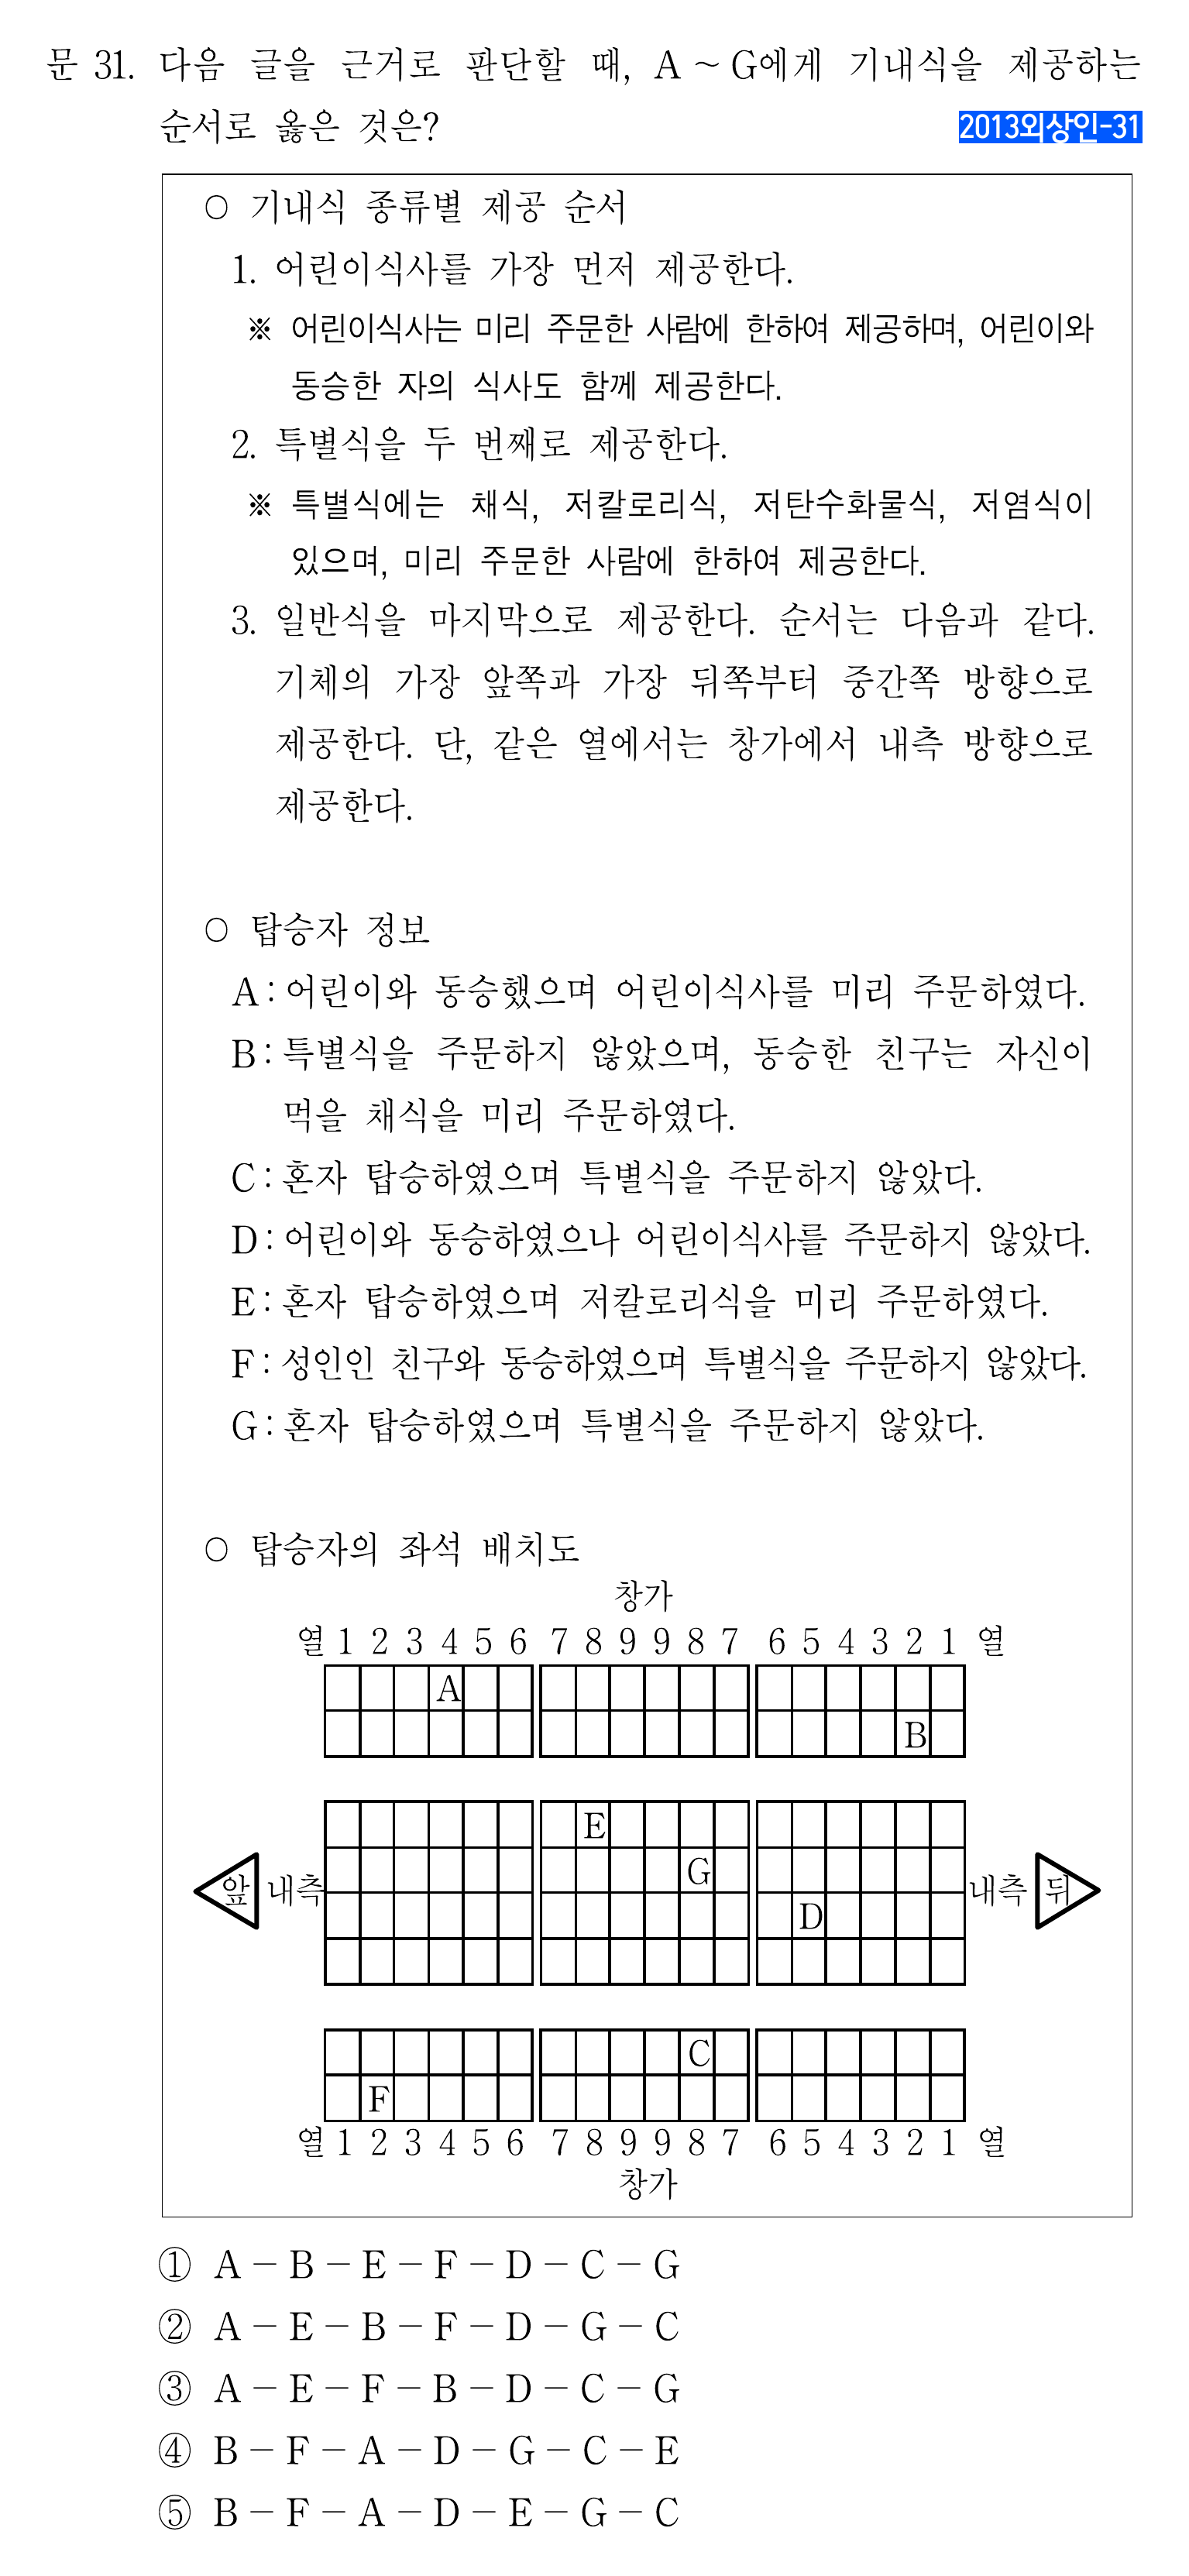 문 31. 다음 글을 근거로 판단할 때, A ~ G에게 기내식을 제공하는
순서로 옳은 것은?
2013외상인-31
○ 기내식 종류별 제공 순서
1. 어린이식사를 가장 먼저 제공한다.
※ 어린이식사는 미리 주문한 사람에 한하여 제공하며, 어린이와
동승한 자의 식사도 함께 제공한다.
2. 특별식을 두 번째로 제공한다.
※ 특별식에는 채식, 저칼로리식, 저탄수화물식, 저염식이
있으며, 미리 주문한 사람에 한하여 제공한다.
3. 일반식을 마지막으로 제공한다. 순서는 다음과 같다.
기체의 가장 앞쪽과 가장 뒤쪽부터 중간쪽 방향으로
제공한다. 단, 같은 열에서는 창가에서 내측 방향으로
제공한다.
○ 탑승자 정보
A : 어린이와 동승했으며 어린이식사를 미리 주문하였다.
B : 특별식을 주문하지 않았으며, 동승한 친구는 자신이
먹을 채식을 미리 주문하였다.
C : 혼자 탑승하였으며 특별식을 주문하지 않았다.
D : 어린이와 동승하였으나 어린이식사를 주문하지 않았다.
E : 혼자 탑승하였으며 저칼로리식을 미리 주문하였다.
F : 성인인 친구와 동승하였으며 특별식을 주문하지 않았다.
G : 혼자 탑승하였으며 특별식을 주문하지 않았다.
○ 탑승자의 좌석 배치도
창가
열 1 2 3 4 5 6 7 8 9 9 8 7 6 5 4 3 2 1 열
A
B
E
G
앞 내측 내측 뒤
D
C
F
열 1 2 3 4 5 6 7 8 9 9 8 7 6 5 4 3 2 1 열
창가
① A － B － E － F － D － C － G
② A － E － B － F － D － G － C
③ A － E － F － B － D － C － G
④ B － F － A － D － G － C － E
⑤ B － F － A － D － E － G － C